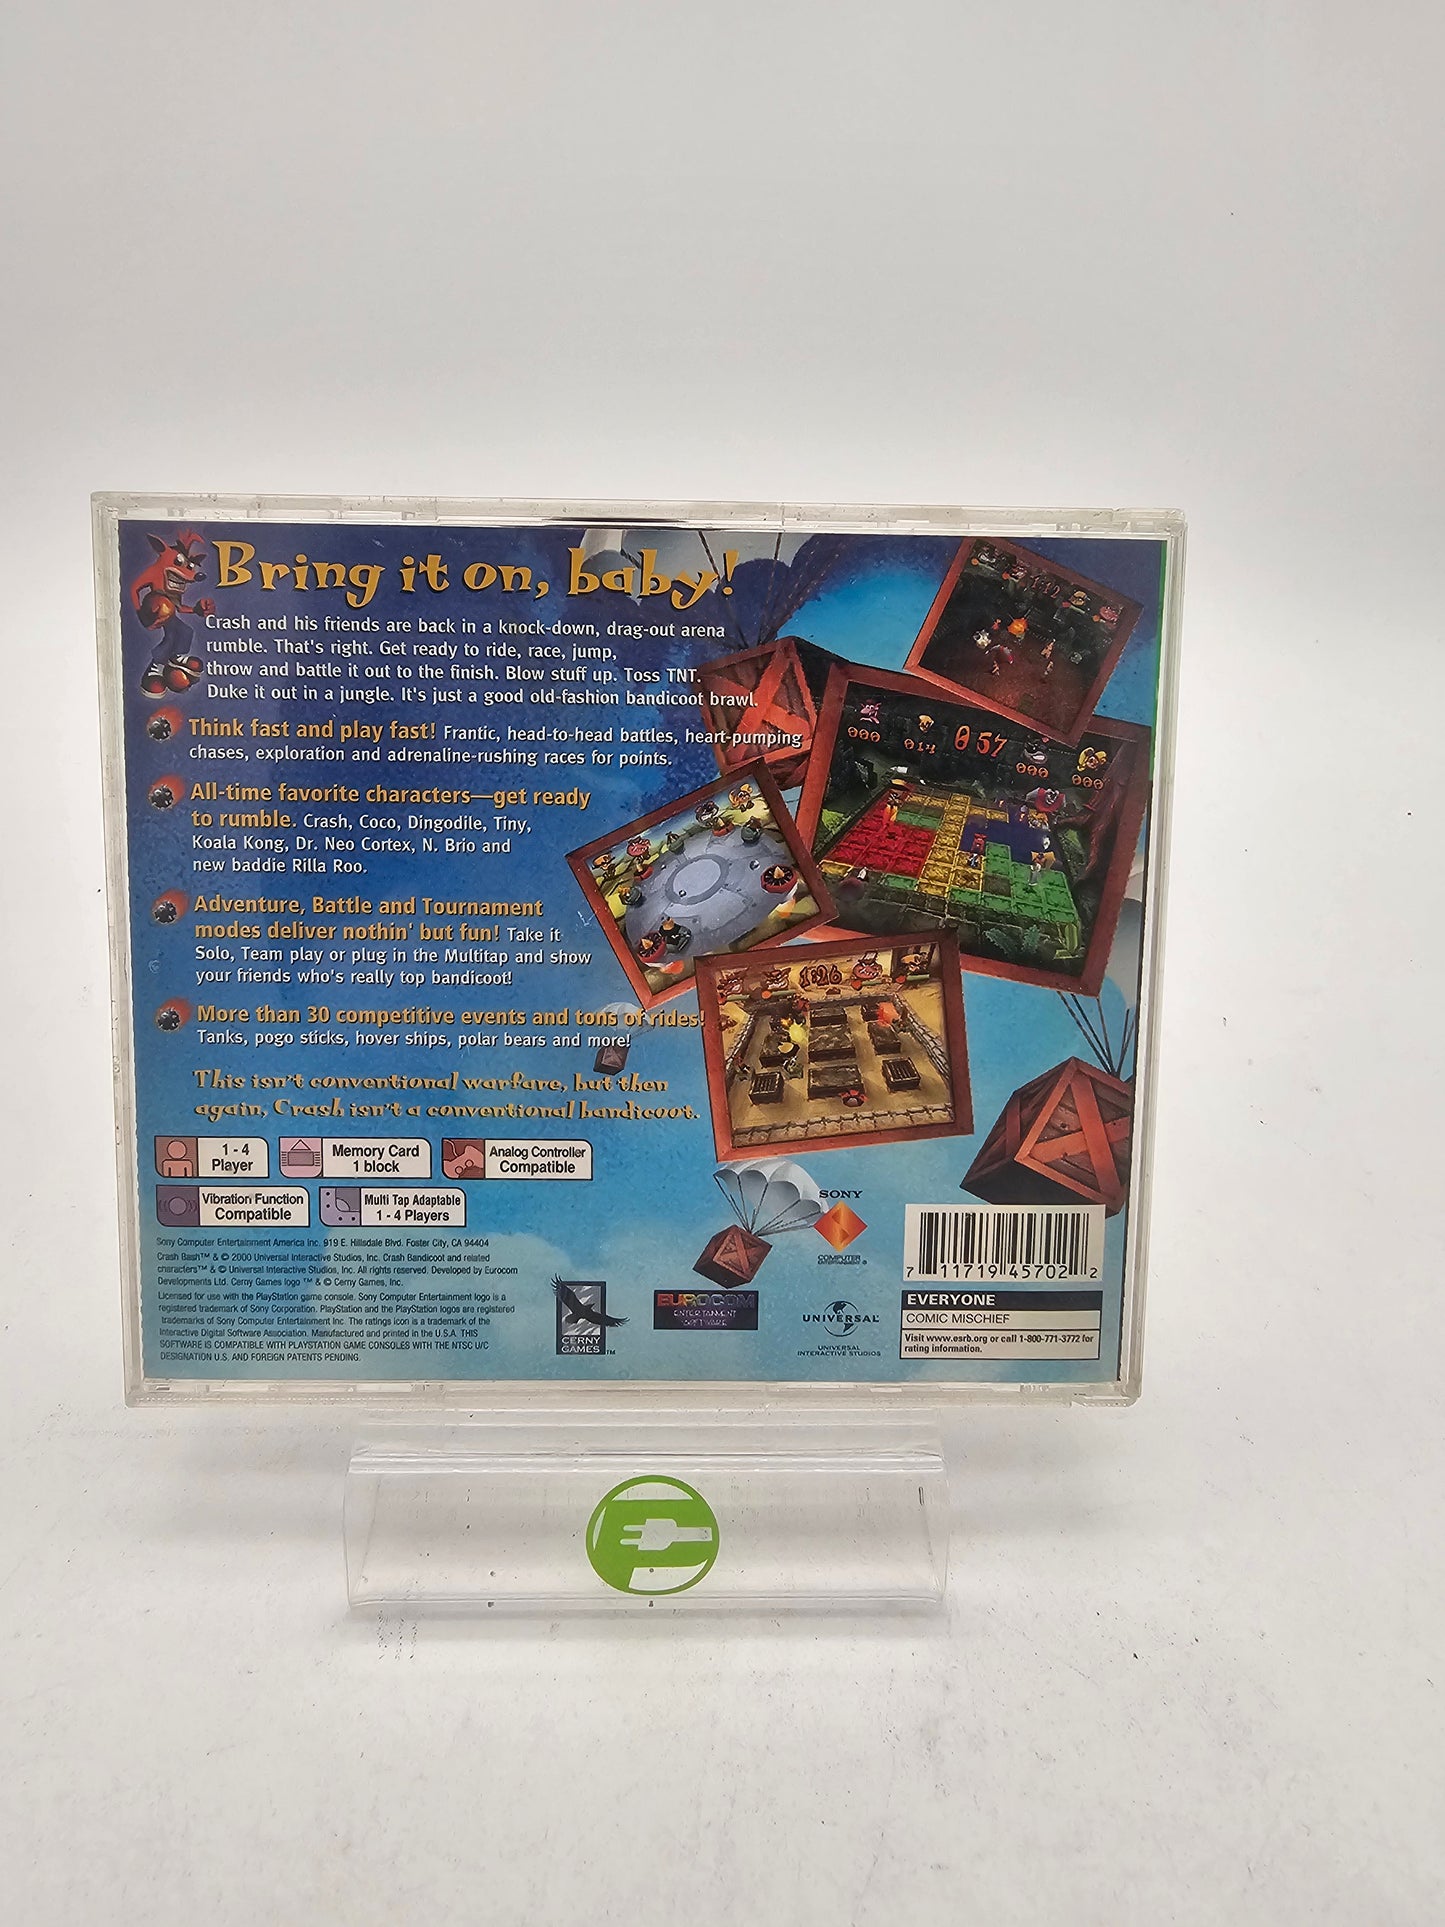 Bring it on, baby!
Crash and his friends are back in a knock-down, drag-out arena
rumble. That's right. Get ready to ride, race, jump,
throw and battle it out to the finish. Blow stuff up. Toss TNT.
Duke it out in a jungle. It's just a good old-fashion bandicoot brawl.
Think fast and play fast! Frantic, head-to-head battles, heart-pumping
chases, exploration and adrenaline-rushing races for points.
All-time favorite characters—get ready
to rumble. Crash, Coco, Dingodile, Tiny,
Koala Kong, Dr. Neo Cortex, N. Brio and
new baddie Rilla Roo.
Adventure, Battle and Tournament
modes deliver nothin' but fun! Take it
Solo, Team play or plug in the Multitap and show
your friends who's really top bandicoot!
More than 30 competitive events and tons of rides!
Tanks, pogo sticks, hover ships, polar bears and more!
This isn't conventional warfare, but then
again, Crash isn't a conventional bandicoot.
000
014
057
000
000
1:26
1 - 4
Player
Memory Card
1 block
Analog Controller
Compatible
Vibration Function
Compatible
Multi Tap Adaptable
1 - 4 Players
Sony Computer Entertainment America Inc. 919 E. Hillsdale Blvd. Foster City, CA 94404
Crash Bash™ & © 2000 Universal Interactive Studios, Inc. Crash Bandicoot and related
characters™ & © Universal Interactive Studios, Inc. All rights reserved. Developed by Eurocom
Developments Ltd. Cerny Games logo ™ & © Cerny Games, Inc.
Licensed for use with the PlayStation game console. Sony Computer Entertainment logo is a
registered trademark of Sony Corporation. PlayStation and the PlayStation logos are registered
trademarks of Sony Computer Entertainment Inc. The ratings icon is a trademark of the
Interactive Digital Software Association. Manufactured and printed in the U.S.A. THIS
SOFTWARE IS COMPATIBLE WITH PLAYSTATION GAME CONSOLES WITH THE NTSC U/C
DESIGNATION U.S. AND FOREIGN PATENTS PENDING.
CERNY
GAMES™
EUROCOM
ENTERTAINMENT
SOFTWARE
SONY
COMPUTER
ENTERTAINMENT ®
UNIVERSAL
UNIVERSAL
INTERACTIVE STUDIOS
7 11719 45702 2
EVERYONE
COMIC MISCHIEF
Visit www.esrb.org or call 1-800-771-3772 for
rating information.